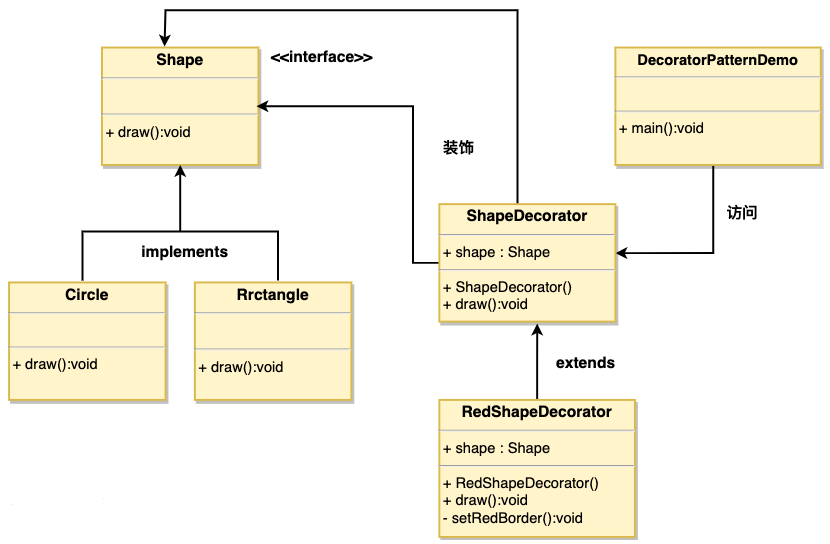 Shape
<<interface>>
+ draw():void
DecoratorPatternDemo
+ main():void
装饰
访问
ShapeDecorator
+ shape : Shape
+ ShapeDecorator()
+ draw():void
implements
Circle
+ draw():void
Rrctangle
+ draw():void
extends
RedShapeDecorator
+ shape : Shape
+ RedShapeDecorator()
+ draw():void
- setRedBorder():void